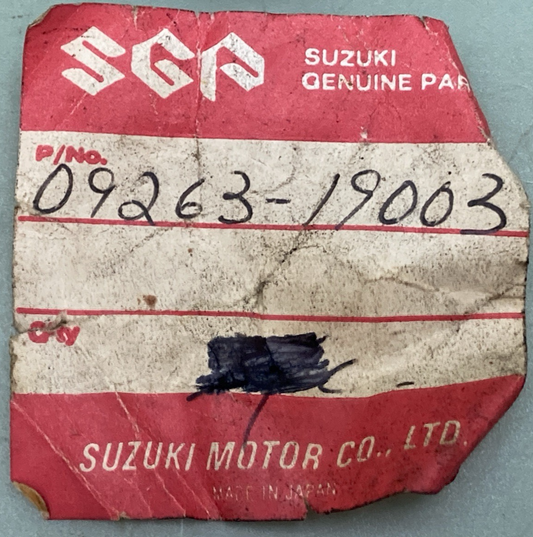 SGP
SUZUKI
GENUINE PAR
P/No.
09263-19003
Q'ty
SUZUKI MOTOR CO., LTD.
MADE IN JAPAN